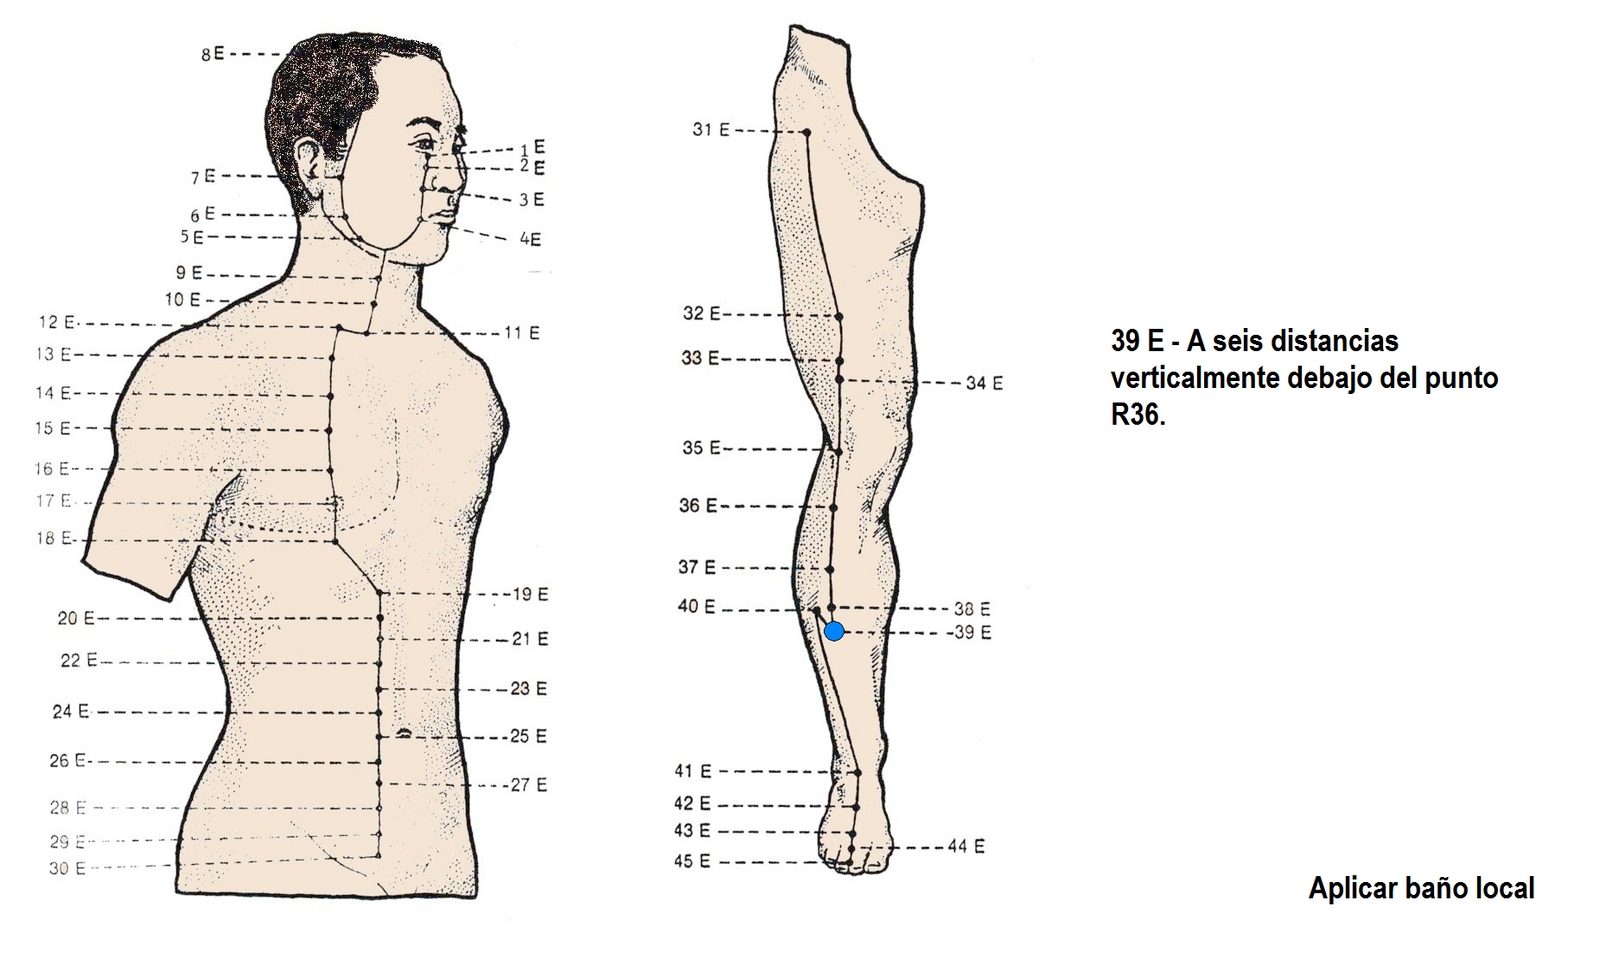 8E
1 E
2 E
7 E
3 E
6 E
5 E
4E
9 E
10 E
12 E
11 E
13 E
14 E
15 E
16 E
17 E
18 E
19 E
20 E
21 E
22 E
23 E
24 E
25 E
26 E
27 E
28 E
29 E
30 E
31 E
32 E
33 E
34 E
35 E
36 E
37 E
40 E
38 E
39 E
41 E
42 E
43 E
44 E
45 E
39 E - A seis distancias
verticalmente debajo del punto
R36.
Aplicar baño local